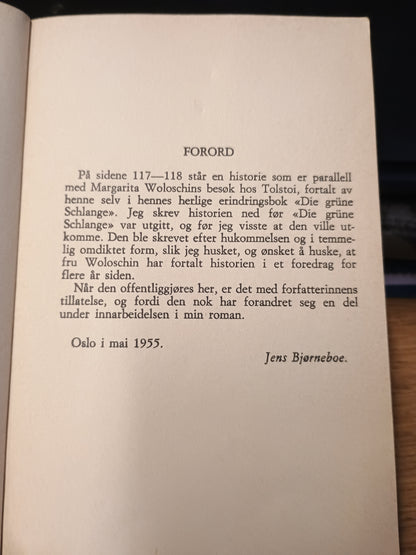 FORORD
På sidene 117—118 står en historie som er parallell
med Margarita Woloschins besøk hos Tolstoi, fortalt av
henne selv i hennes herlige erindringsbok «Die grüne
Schlange». Jeg skrev historien ned før «Die grüne
Schlange» var utgitt, og før jeg visste at den ville ut-
komme. Den ble skrevet efter hukommelsen og i temme-
lig omdiktet form, slik jeg husket, og ønsket å huske, at
fru Woloschin har fortalt historien i et foredrag for
flere år siden.
Når den offentliggjøres her, er det med forfatterinnens
tillatelse, og fordi den nok har forandret seg en del
under innarbeidelsen i min roman.
Oslo i mai 1955.
Jens Bjørneboe.